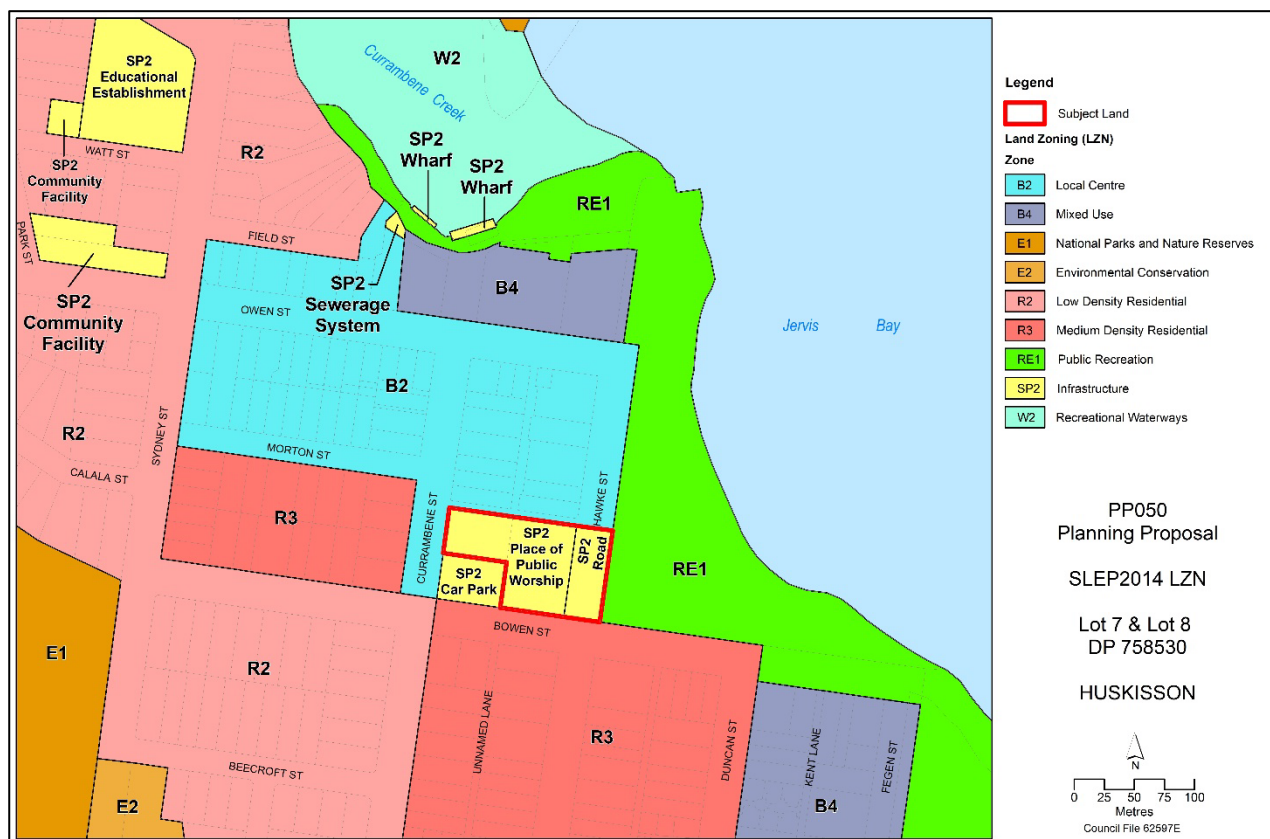 SP2
Educational
Establishment
W2
Currambene Creek
SP2
Wharf
SP2
Wharf
RE1
R2
WATT ST
SP2
Community
Facility
PARK ST
FIELD ST
SP2
Community
Facility
SP2
Sewerage
System
B4
OWEN ST
Jervis Bay
B2
SYDNEY ST
R2
CALALA ST
MORTON ST
R3
CURRAMBENE ST
HAWKE ST
SP2
Place of
Public
Worship
SP2
Road
SP2
Car Park
RE1
BOWEN ST
E1
R2
UNNAMED LANE
R3
DUNCAN ST
KENT LANE
FEGEN ST
BEECROFT ST
E2
B4
Legend
Subject Land
Land Zoning (LZN)
Zone
B2 Local Centre
B4 Mixed Use
E1 National Parks and Nature Reserves
E2 Environmental Conservation
R2 Low Density Residential
R3 Medium Density Residential
RE1 Public Recreation
SP2 Infrastructure
W2 Recreational Waterways
PP050
Planning Proposal
SLEP2014 LZN
Lot 7 & Lot 8
DP 758530
HUSKISSON
N
0 25 50 75 100
Metres
Council File 62597E